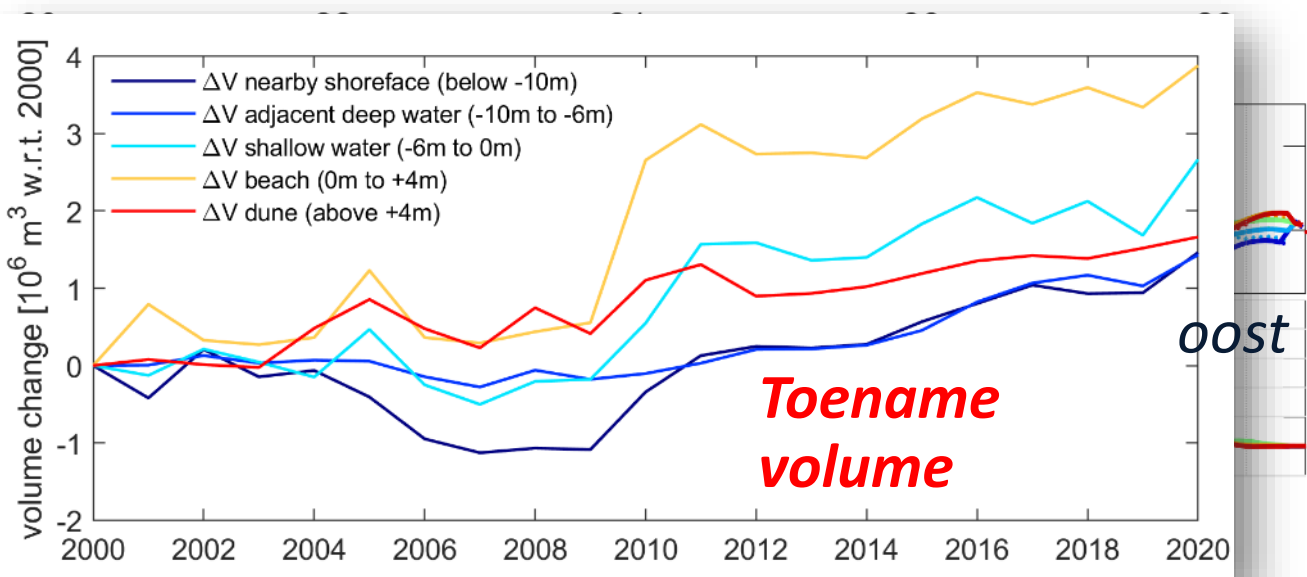 volume change [10⁶ m³ w.r.t. 2000]
4
3
2
1
0
-1
-2
ΔV nearby shoreface (below -10m)
ΔV adjacent deep water (-10m to -6m)
ΔV shallow water (-6m to 0m)
ΔV beach (0m to +4m)
ΔV dune (above +4m)
oost
Toename
volume
2000 2002 2004 2006 2008 2010 2012 2014 2016 2018 2020